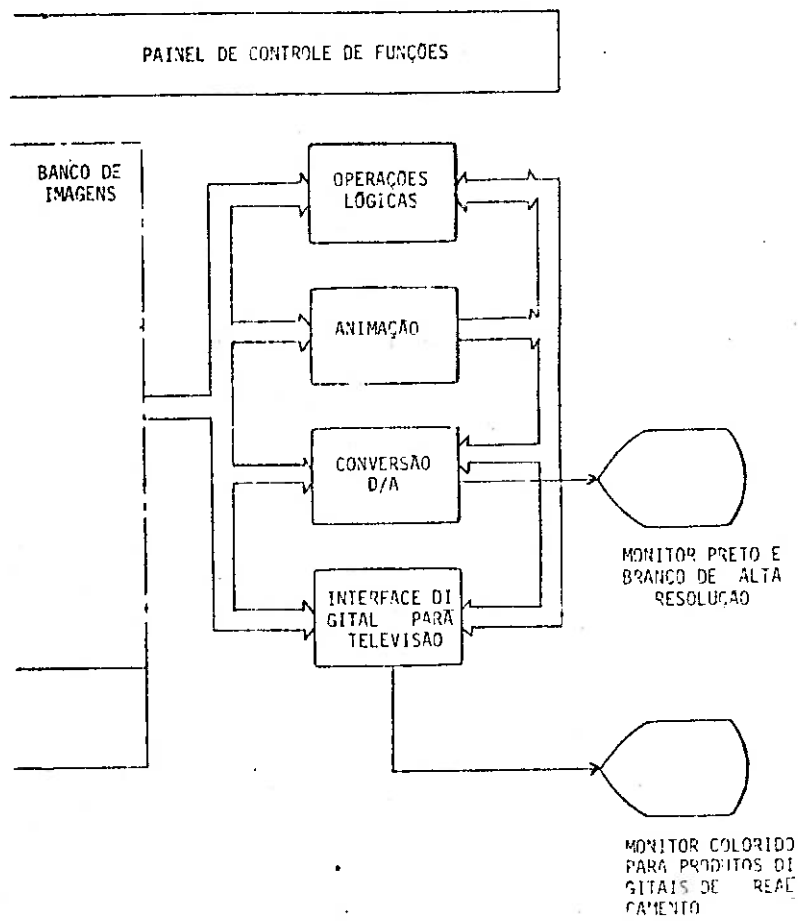 PAINEL DE CONTROLE DE FUNÇÕES
BANCO DE
IMAGENS
OPERAÇÕES
LÓGICAS
ANIMAÇÃO
CONVERSÃO
D/A
MONITOR PRETO E
BRANCO DE ALTA
RESOLUÇÃO
INTERFACE DI
GITAL PARA
TELEVISÃO
MONITOR COLORIDO
PARA PRODUTOS DI
GITAIS DE
CAMENTO